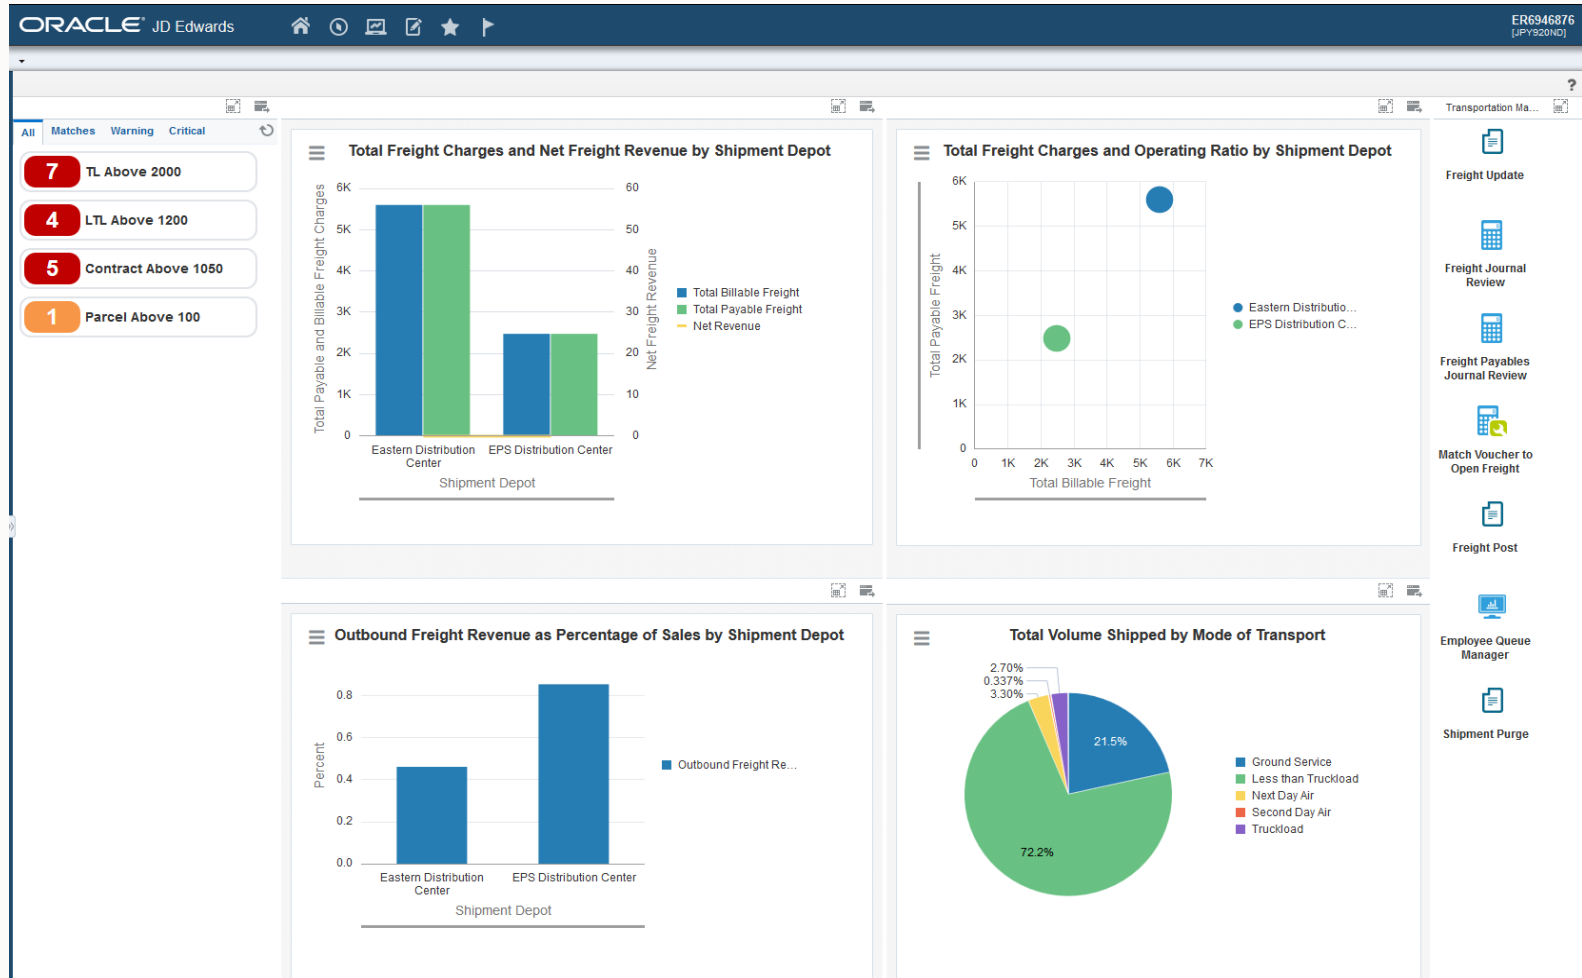 ORACLE JD Edwards
ER6946876
[JPY920ND]
?
All Matches Warning Critical
7 TL Above 2000
4 LTL Above 1200
5 Contract Above 1050
1 Parcel Above 100
Total Freight Charges and Net Freight Revenue by Shipment Depot
Total Payable and Billable Freight Charges
6K
5K
4K
3K
2K
1K
0
60
50
40
30
20
10
0
Net Freight Revenue
Eastern Distribution
Center
EPS Distribution Center
Shipment Depot
Total Billable Freight
Total Payable Freight
Net Revenue
Total Freight Charges and Operating Ratio by Shipment Depot
Total Payable Freight
6K
5K
4K
3K
2K
1K
0
0 1K 2K 3K 4K 5K 6K 7K
Total Billable Freight
Eastern Distributio...
EPS Distribution C...
Outbound Freight Revenue as Percentage of Sales by Shipment Depot
Percent
0.8
0.6
0.4
0.2
0.0
Eastern Distribution
Center
EPS Distribution Center
Shipment Depot
Outbound Freight Re...
Total Volume Shipped by Mode of Transport
2.70%
0.337%
3.30%
21.5%
72.2%
Ground Service
Less than Truckload
Next Day Air
Second Day Air
Truckload
Transportation Ma...
Freight Update
Freight Journal
Review
Freight Payables
Journal Review
Match Voucher to
Open Freight
Freight Post
Employee Queue
Manager
Shipment Purge